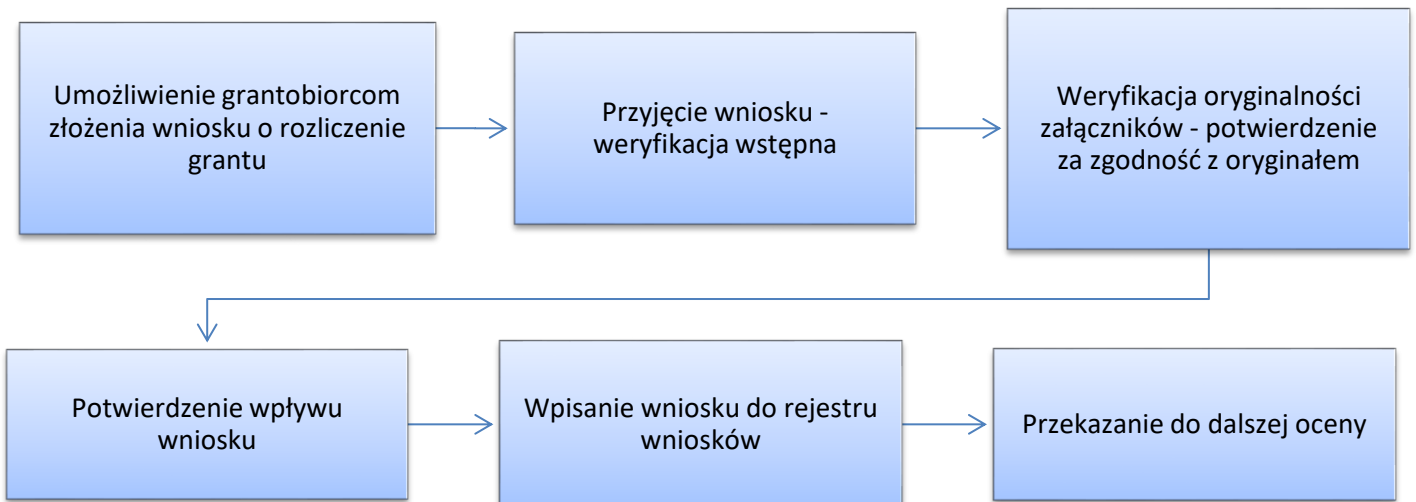 Umożliwienie grantobiorcom
złożenia wniosku o rozliczenie
grantu
Przyjęcie wniosku -
weryfikacja wstępna
Weryfikacja oryginalności
załączników - potwierdzenie
za zgodność z oryginałem
Potwierdzenie wpływu
wniosku
Wpisanie wniosku do rejestru
wniosków
Przekazanie do dalszej oceny